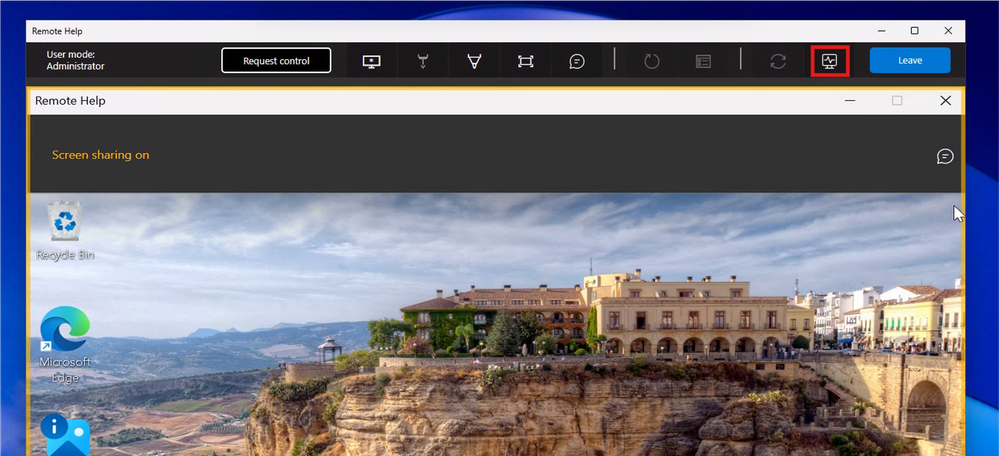 Remote Help
User mode:
Administrator
Request control
Leave
Remote Help
Screen sharing on
Recycle Bin
Microsoft
Edge